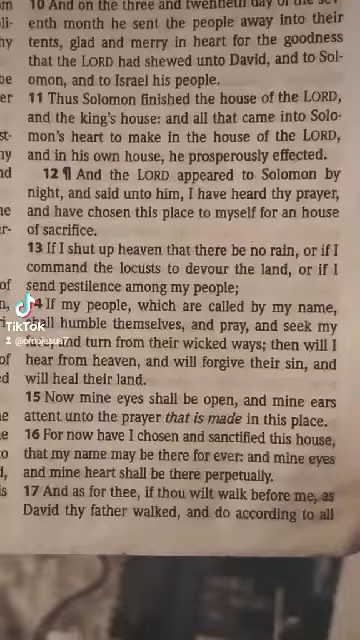 10 And on the three and twentieth day of the sev-
enth month he sent the people away into their
tents, glad and merry in heart for the goodness
that the LORD had shewed unto David, and to Sol-
omon, and to Israel his people.
11 Thus Solomon finished the house of the LORD,
and the king's house: and all that came into Solo-
mon's heart to make in the house of the LORD,
and in his own house, he prosperously effected.
12 ¶ And the LORD appeared to Solomon by
night, and said unto him, I have heard thy prayer,
and have chosen this place to myself for an house
of sacrifice.
13 If I shut up heaven that there be no rain, or if I
command the locusts to devour the land, or if I
send pestilence among my people;
4 If my people, which are called by my name,
shall humble themselves, and pray, and seek my
and turn from their wicked ways; then will I
hear from heaven, and will forgive their sin, and
will heal their land.
15 Now mine eyes shall be open, and mine ears
attent unto the prayer that is made in this place.
16 For now have I chosen and sanctified this house,
that my name may be there for ever: and mine eyes
and mine heart shall be there perpetually.
17 And as for thee, if thou wilt walk before me, as
David thy father walked, and do according to all
TikTok